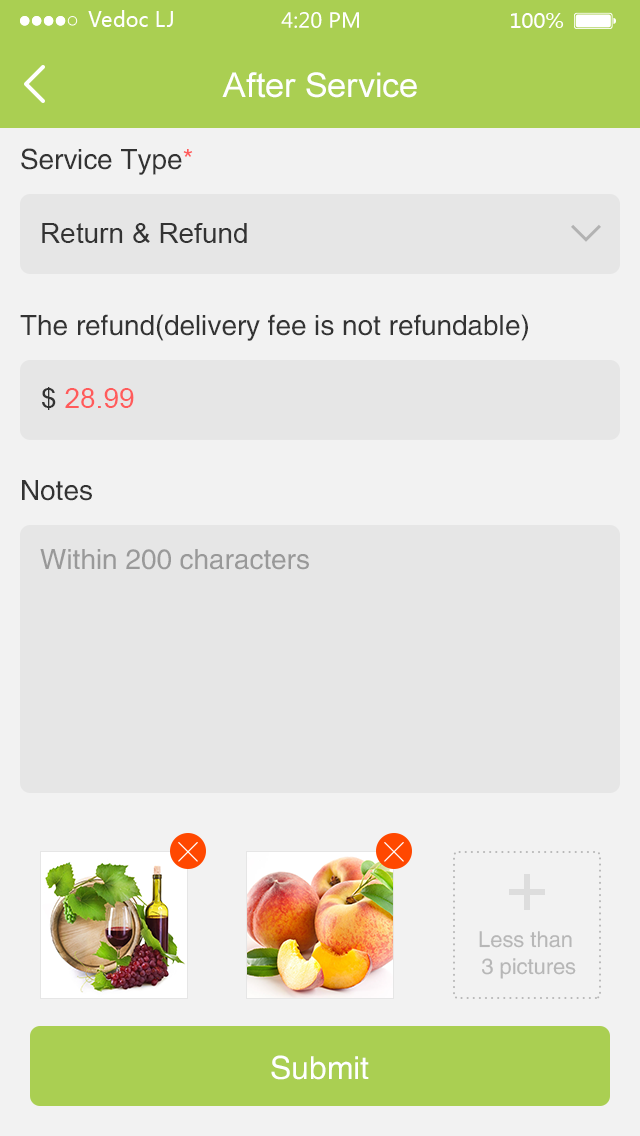 Vedoc LJ 4:20 PM 100%
After Service
Service Type*
Return & Refund
The refund(delivery fee is not refundable)
$ 28.99
Notes
Within 200 characters
Less than
3 pictures
Submit